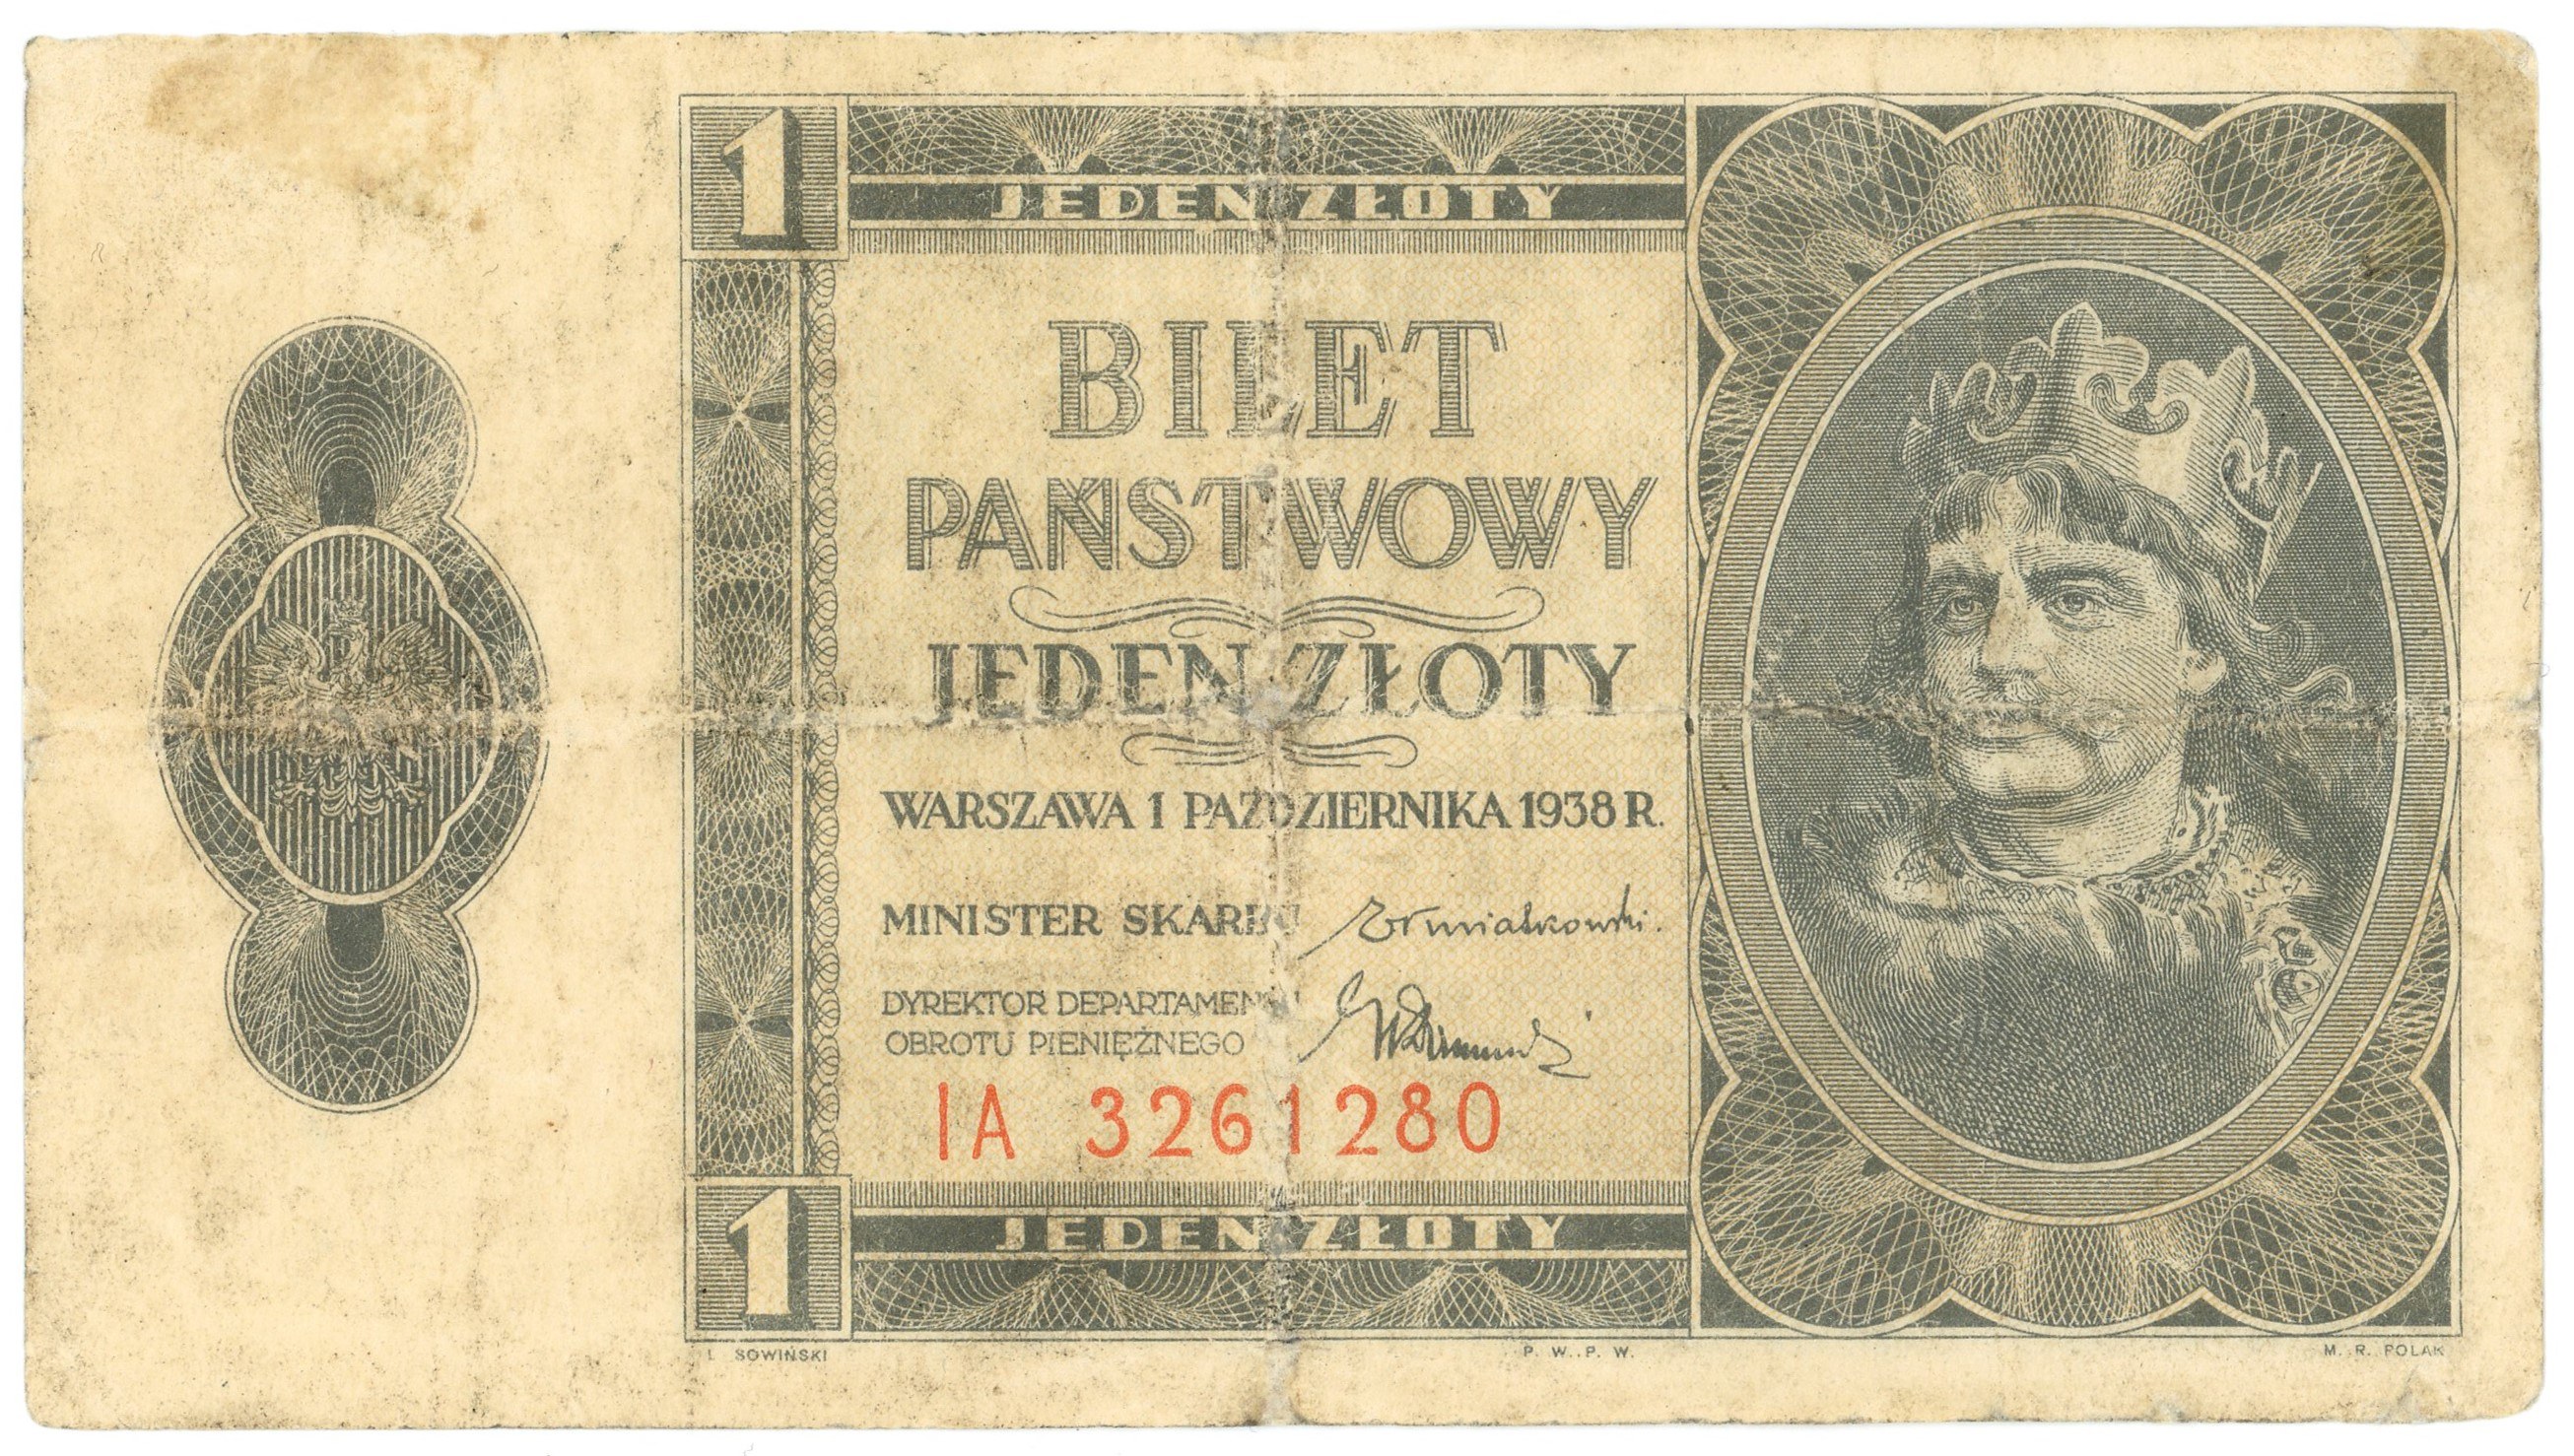 1
JEDEN ZŁOTY
BILET
PAŃSTWOWY
JEDEN ZŁOTY
WARSZAWA 1 PAŹDZIERNIKA 1938 R.
MINISTER SKARBU
DYREKTOR DEPARTAMENTU
OBROTU PIENIĘŻNEGO
IA 3261280
1
JEDEN ZŁOTY
L SOWIŃSKI P. W. P. W. M. R. POLAK